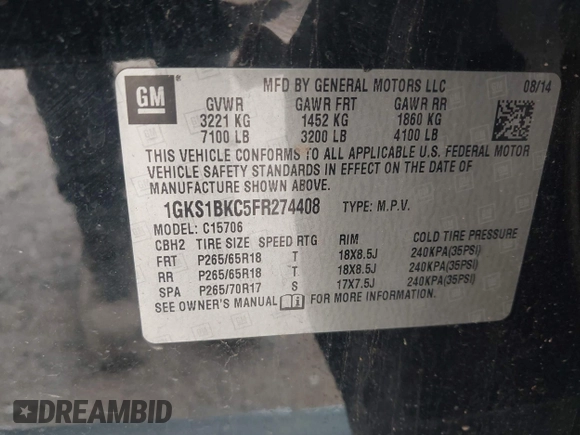 GM
MFD BY GENERAL MOTORS LLC 08/14
GVWR GAWR FRT GAWR RR
3221 KG 1452 KG 1860 KG
7100 LB 3200 LB 4100 LB
THIS VEHICLE CONFORMS TO ALL APPLICABLE U.S. FEDERAL MOTOR
VEHICLE SAFETY STANDARDS IN EFFECT ON THE DATE OF
MANUFACTURE SHOWN ABOVE.
1GKS1BKC5FR274408 TYPE: M.P.V.
MODEL: C15706
CBH2 TIRE SIZE SPEED RTG RIM COLD TIRE PRESSURE
FRT P265/65R18 T 18X8.5J 240KPA(35PSI)
RR P265/65R18 T 18X8.5J 240KPA(35PSI)
SPA P265/70R17 S 17X7.5J 240KPA(35PSI)
SEE OWNER'S MANUAL FOR MORE INFORMATION.
DREAMBID